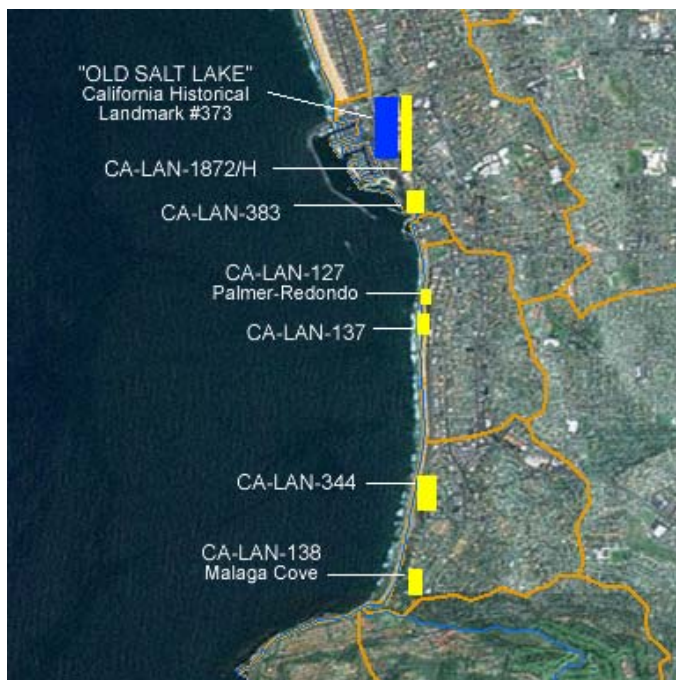 "OLD SALT LAKE"
California Historical
Landmark #373
CA-LAN-1872/H
CA-LAN-383
CA-LAN-127
Palmer-Redondo
CA-LAN-137
CA-LAN-344
CA-LAN-138
Malaga Cove